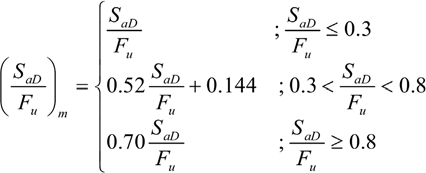 (S_aD / F_u)_m = { S_aD / F_u ; S_aD / F_u ≤ 0.3
0.52 S_aD / F_u + 0.144 ; 0.3 < S_aD / F_u < 0.8
0.70 S_aD / F_u ; S_aD / F_u ≥ 0.8